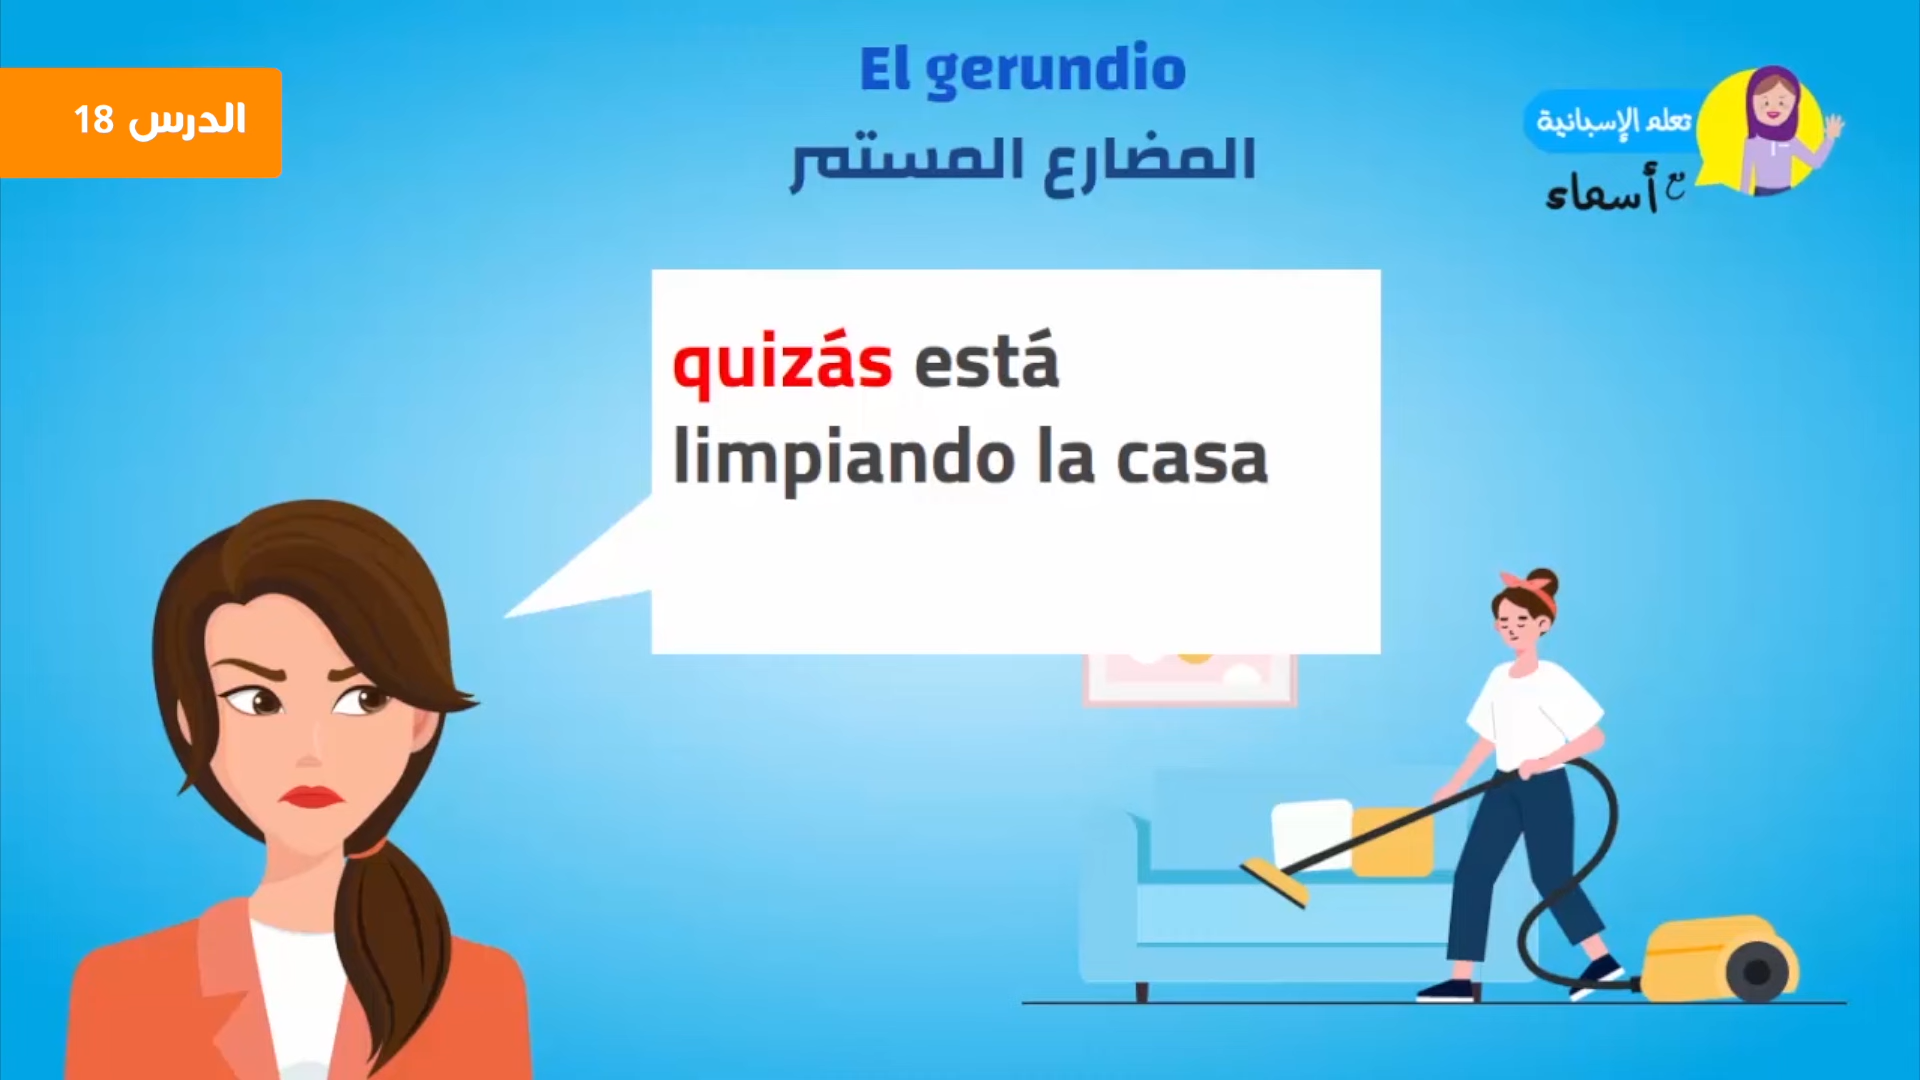 El gerundio
المضارع المستمر
الدرس 18
تعلم الإسبانية
مع أسماء
quizás está
limpiando la casa